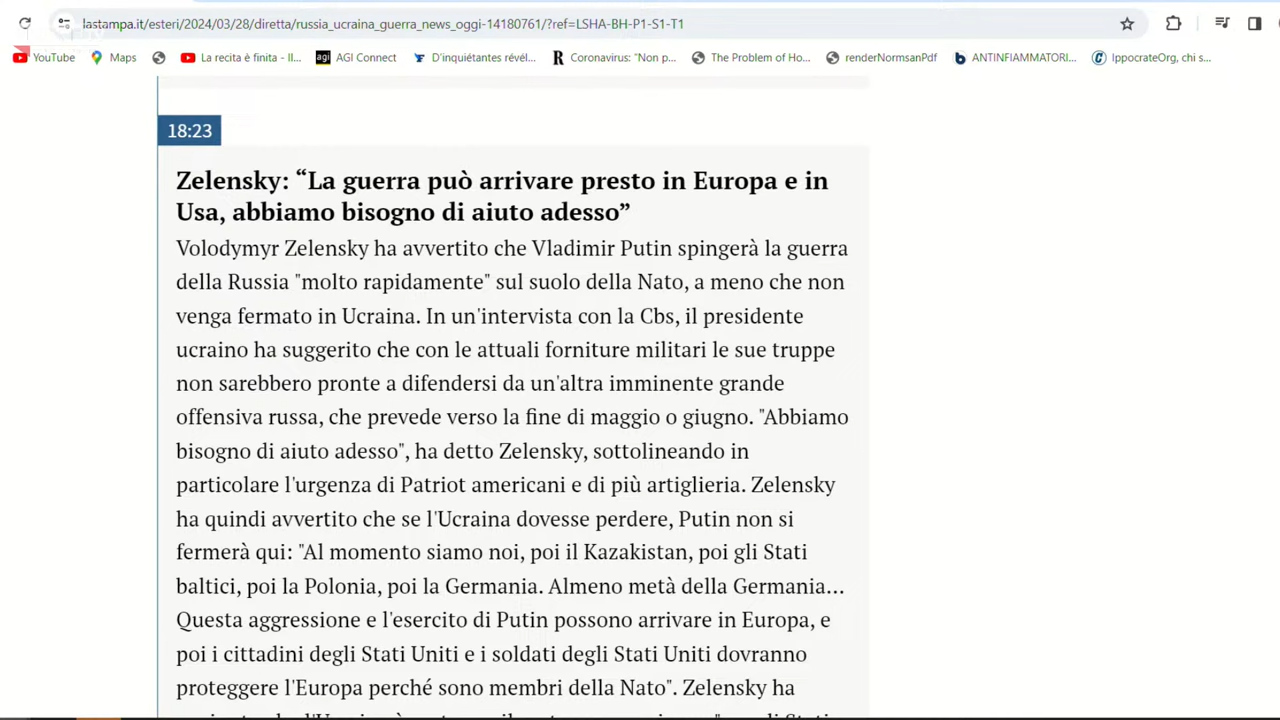 lastampa.it/esteri/2024/03/28/diretta/russia_ucraina_guerra_news_oggi-14180761/?ref=LSHA-BH-P1-S1-T1
YouTube Maps La recita è finita - Il... agi AGI Connect D'inquiétantes révél... R Coronavirus: "Non p... The Problem of Ho... renderNormsanPdf b ANTINFIAMMATORI... IppocrateOrg, chi s...
18:23
Zelensky: “La guerra può arrivare presto in Europa e in
Usa, abbiamo bisogno di aiuto adesso”
Volodymyr Zelensky ha avvertito che Vladimir Putin spingerà la guerra
della Russia "molto rapidamente" sul suolo della Nato, a meno che non
venga fermato in Ucraina. In un'intervista con la Cbs, il presidente
ucraino ha suggerito che con le attuali forniture militari le sue truppe
non sarebbero pronte a difendersi da un'altra imminente grande
offensiva russa, che prevede verso la fine di maggio o giugno. "Abbiamo
bisogno di aiuto adesso", ha detto Zelensky, sottolineando in
particolare l'urgenza di Patriot americani e di più artiglieria. Zelensky
ha quindi avvertito che se l'Ucraina dovesse perdere, Putin non si
fermerà qui: "Al momento siamo noi, poi il Kazakistan, poi gli Stati
baltici, poi la Polonia, poi la Germania. Almeno metà della Germania...
Questa aggressione e l'esercito di Putin possono arrivare in Europa, e
poi i cittadini degli Stati Uniti e i soldati degli Stati Uniti dovranno
proteggere l'Europa perché sono membri della Nato". Zelensky ha